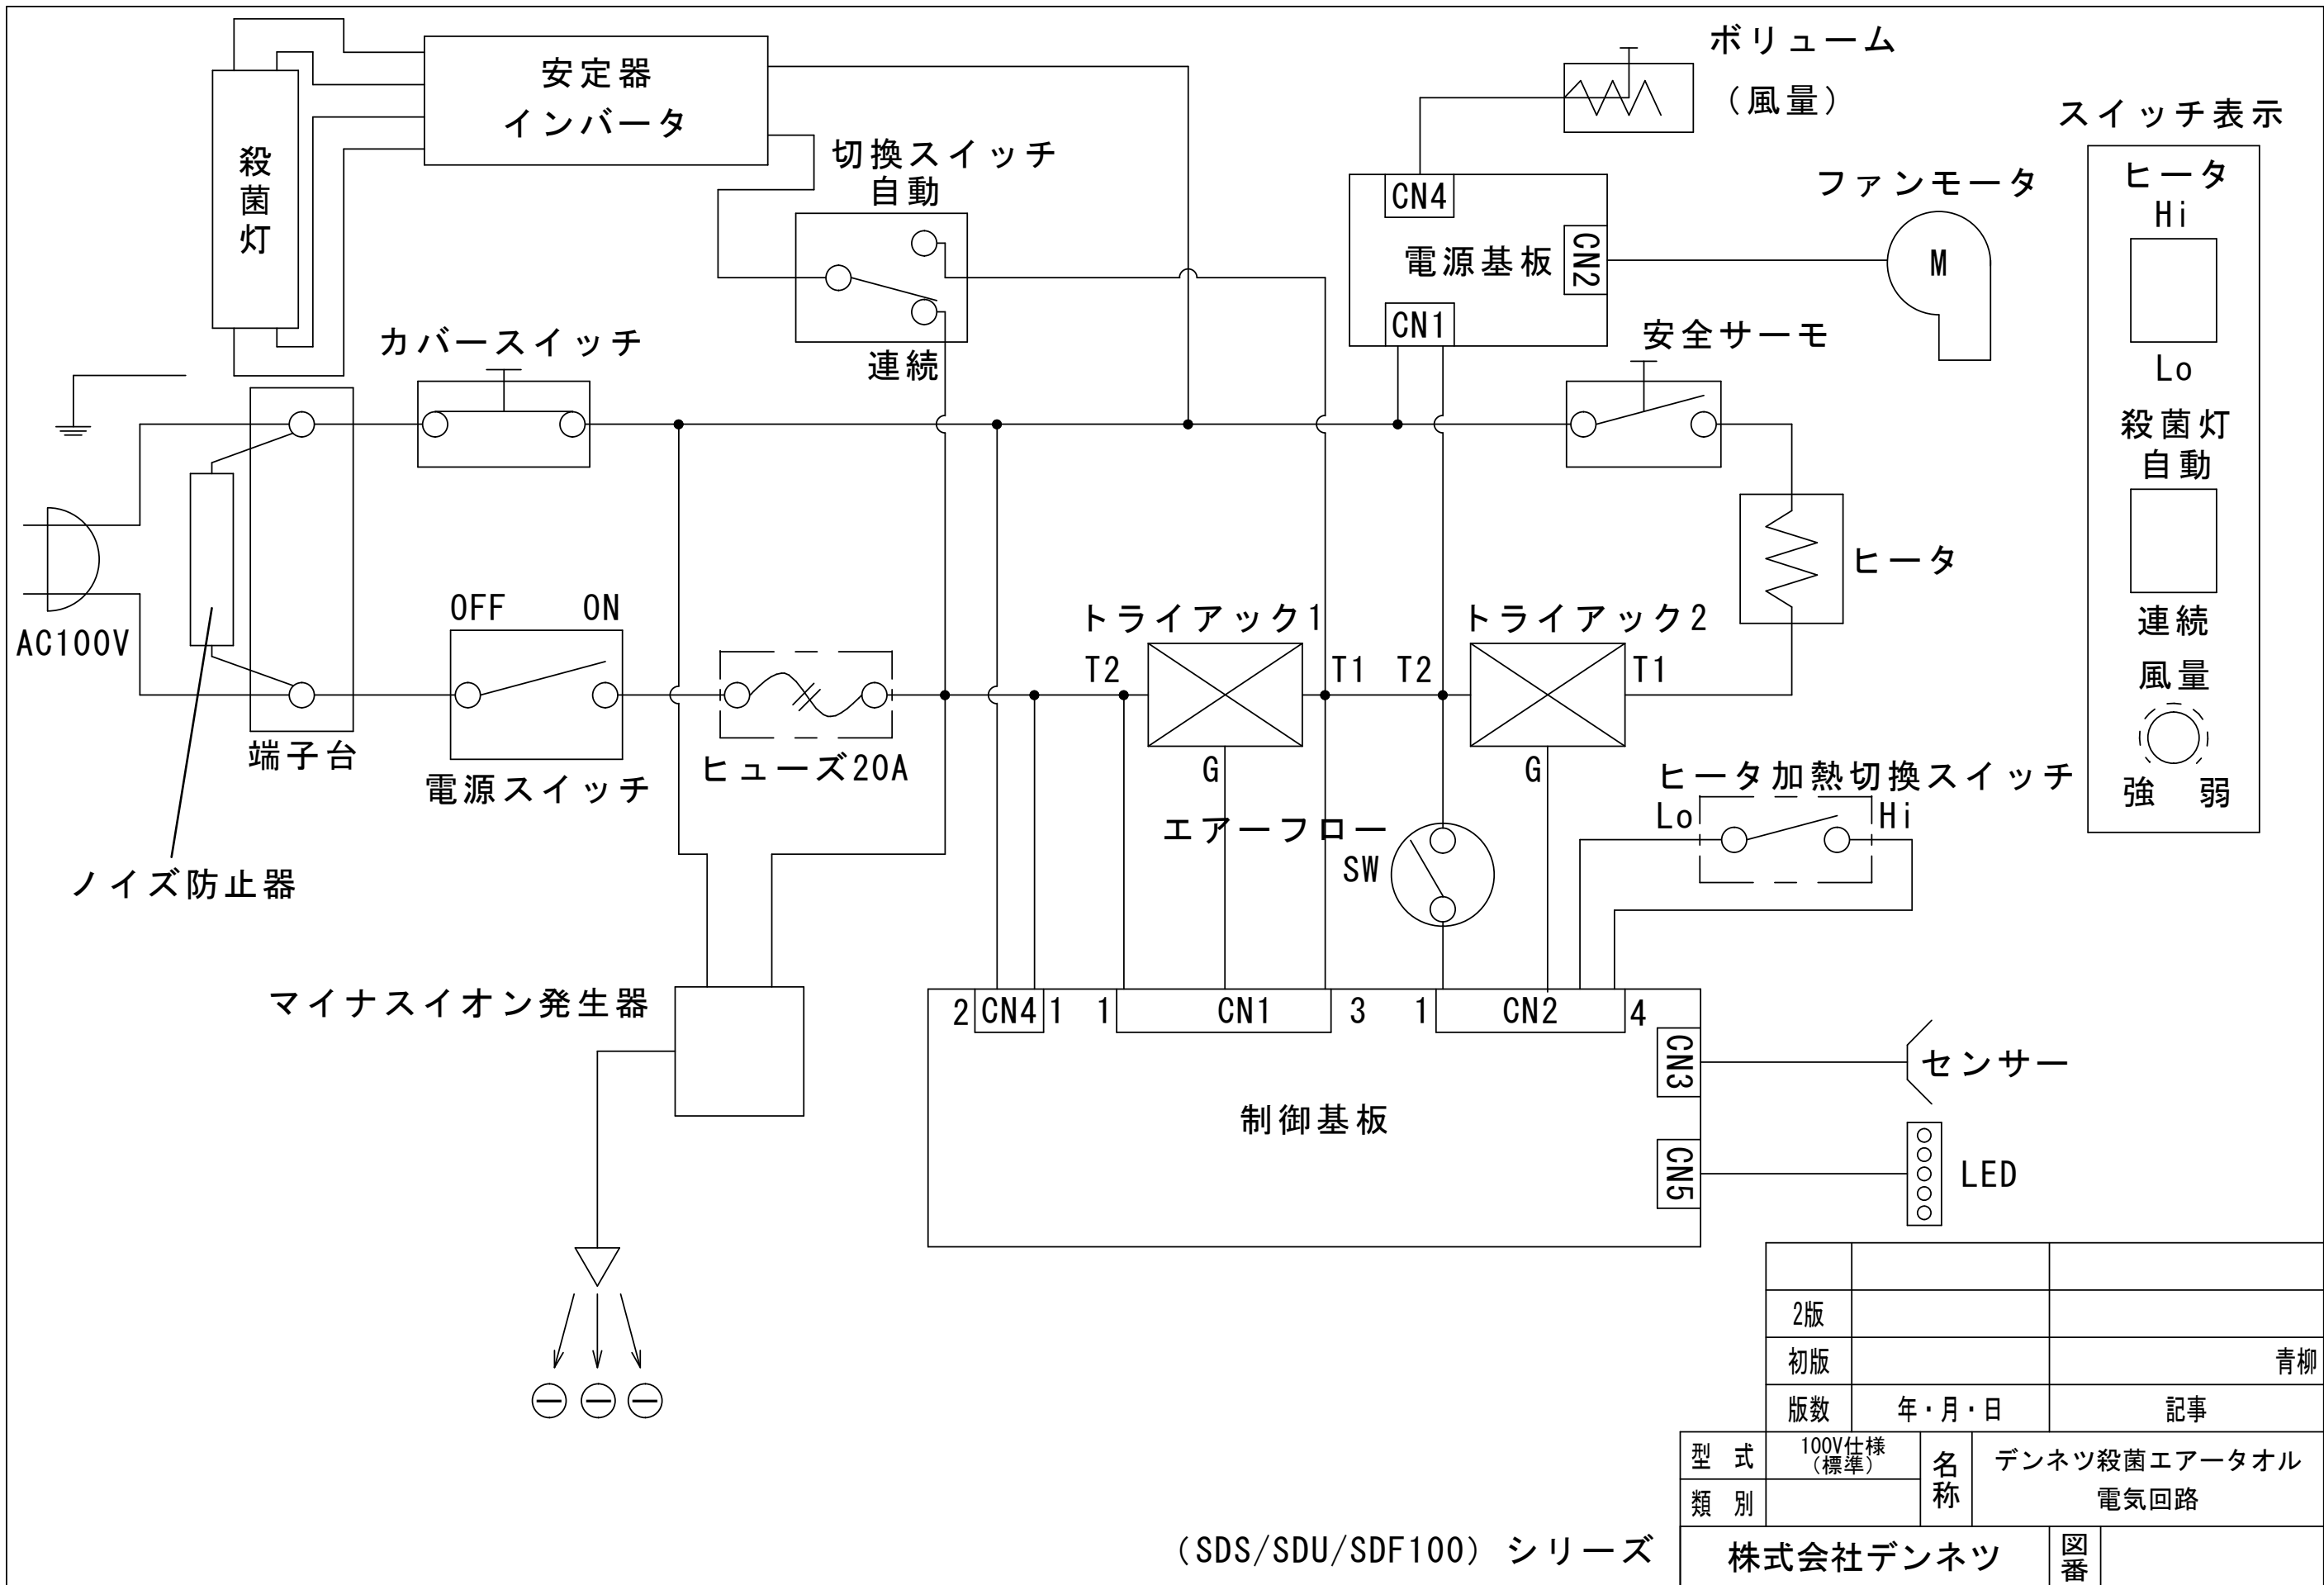 安定器
インバータ
殺菌灯
切換スイッチ
自動
連続
ボリューム
（風量）
CN4
電源基板
CN2
CN1
ファンモータ
M
スイッチ表示
ヒータ
Hi
Lo
殺菌灯
自動
連続
風量
強 弱
カバースイッチ
安全サーモ
ヒータ
AC100V
端子台
ノイズ防止器
OFF ON
電源スイッチ
ヒューズ20A
トライアック1
T2 T1
G
トライアック2
T2 T1
G
エアーフロー
SW
ヒータ加熱切換スイッチ
Lo Hi
マイナスイオン発生器
2 CN4 1
1 CN1 3
1 CN2 4
CN3
センサー
制御基板
CN5
LED
2版
初版 青柳
版数 年・月・日 記事
型式 100V仕様
（標準）
名称 デンネツ殺菌エアータオル
電気回路
類別
（SDS/SDU/SDF100）シリーズ
株式会社デンネツ 図番